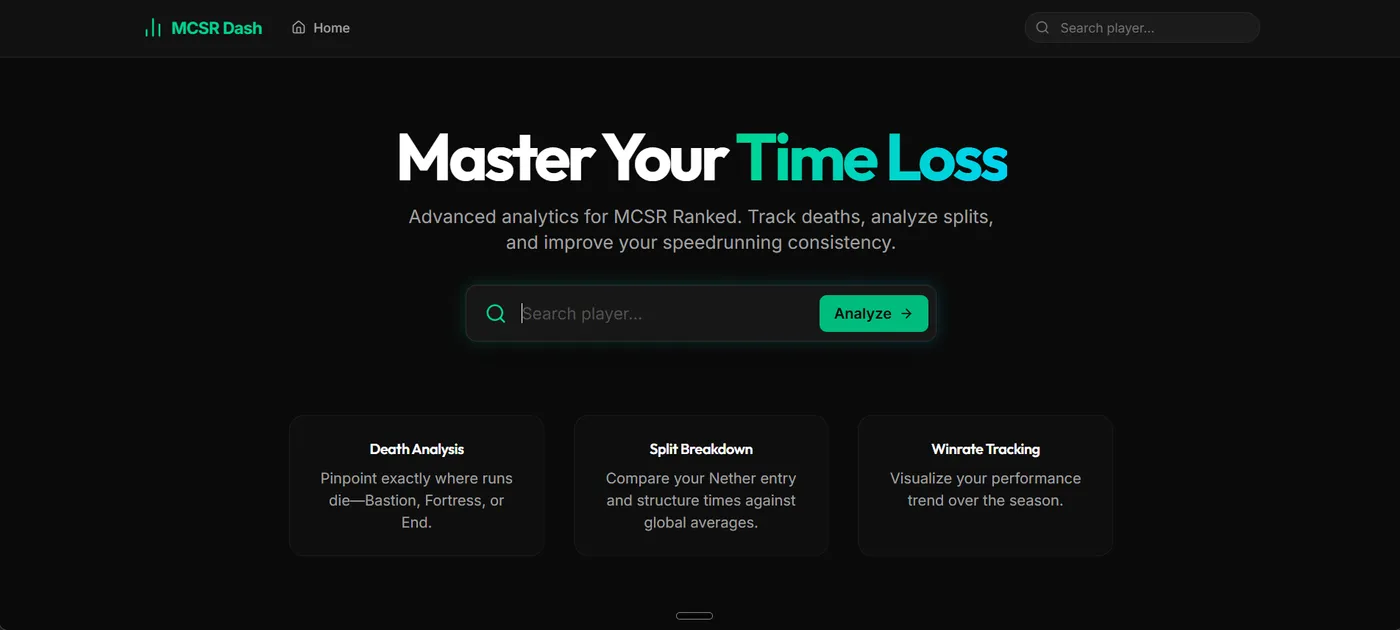 MCSR Dash
Home
Search player...
Master Your Time Loss
Advanced analytics for MCSR Ranked. Track deaths, analyze splits,
and improve your speedrunning consistency.
Search player...
Analyze →
Death Analysis
Pinpoint exactly where runs
die—Bastion, Fortress, or
End.
Split Breakdown
Compare your Nether entry
and structure times against
global averages.
Winrate Tracking
Visualize your performance
trend over the season.